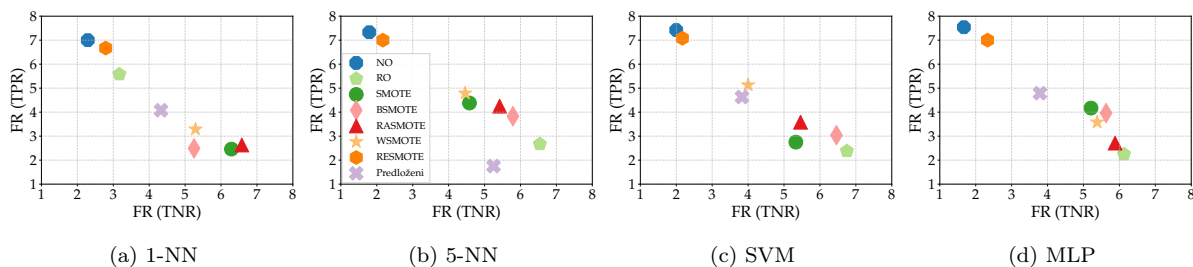 8
7
6
5
4
3
2
1
FR (TPR)
1 2 3 4 5 6 7 8
FR (TNR)
(a) 1-NN
8
7
6
5
4
3
2
1
FR (TPR)
NO
RO
SMOTE
BSMOTE
RASMOTE
WSMOTE
RESMOTE
Predloženi
1 2 3 4 5 6 7 8
FR (TNR)
(b) 5-NN
8
7
6
5
4
3
2
1
FR (TPR)
1 2 3 4 5 6 7 8
FR (TNR)
(c) SVM
8
7
6
5
4
3
2
1
FR (TPR)
1 2 3 4 5 6 7 8
FR (TNR)
(d) MLP